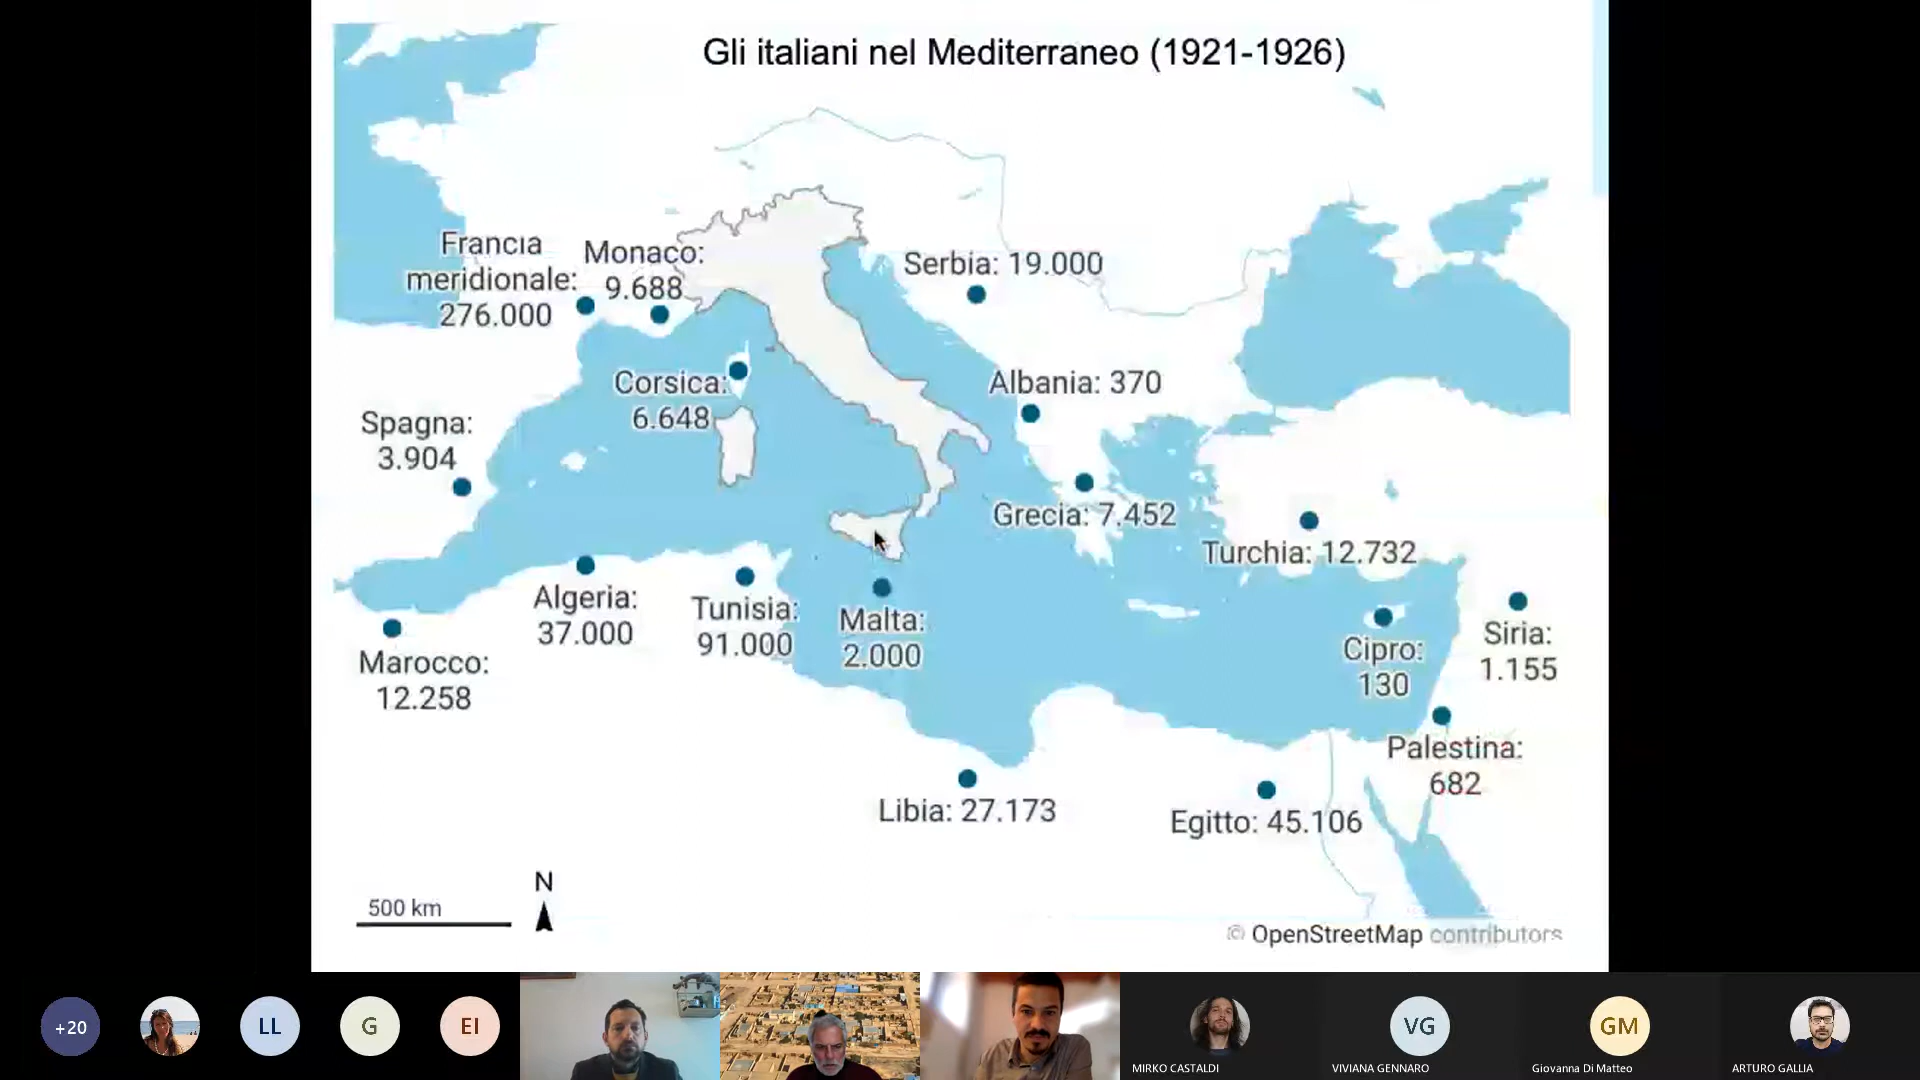 Gli italiani nel Mediterraneo (1921-1926)
Francia
meridionale:
276.000
Monaco:
9.688
Serbia: 19.000
Corsica:
6.648
Albania: 370
Spagna:
3.904
Grecia: 7.452
Turchia: 12.732
Algeria:
37.000
Tunisia:
91.000
Malta:
2.000
Marocco:
12.258
Cipro:
130
Siria:
1.155
Palestina:
682
Libia: 27.173
Egitto: 45.106
500 km
N
© OpenStreetMap contributors
+20
LL
G
EI
VG
GM
MIRKO CASTALDI
VIVIANA GENNARO
Giovanna Di Matteo
ARTURO GALLIA